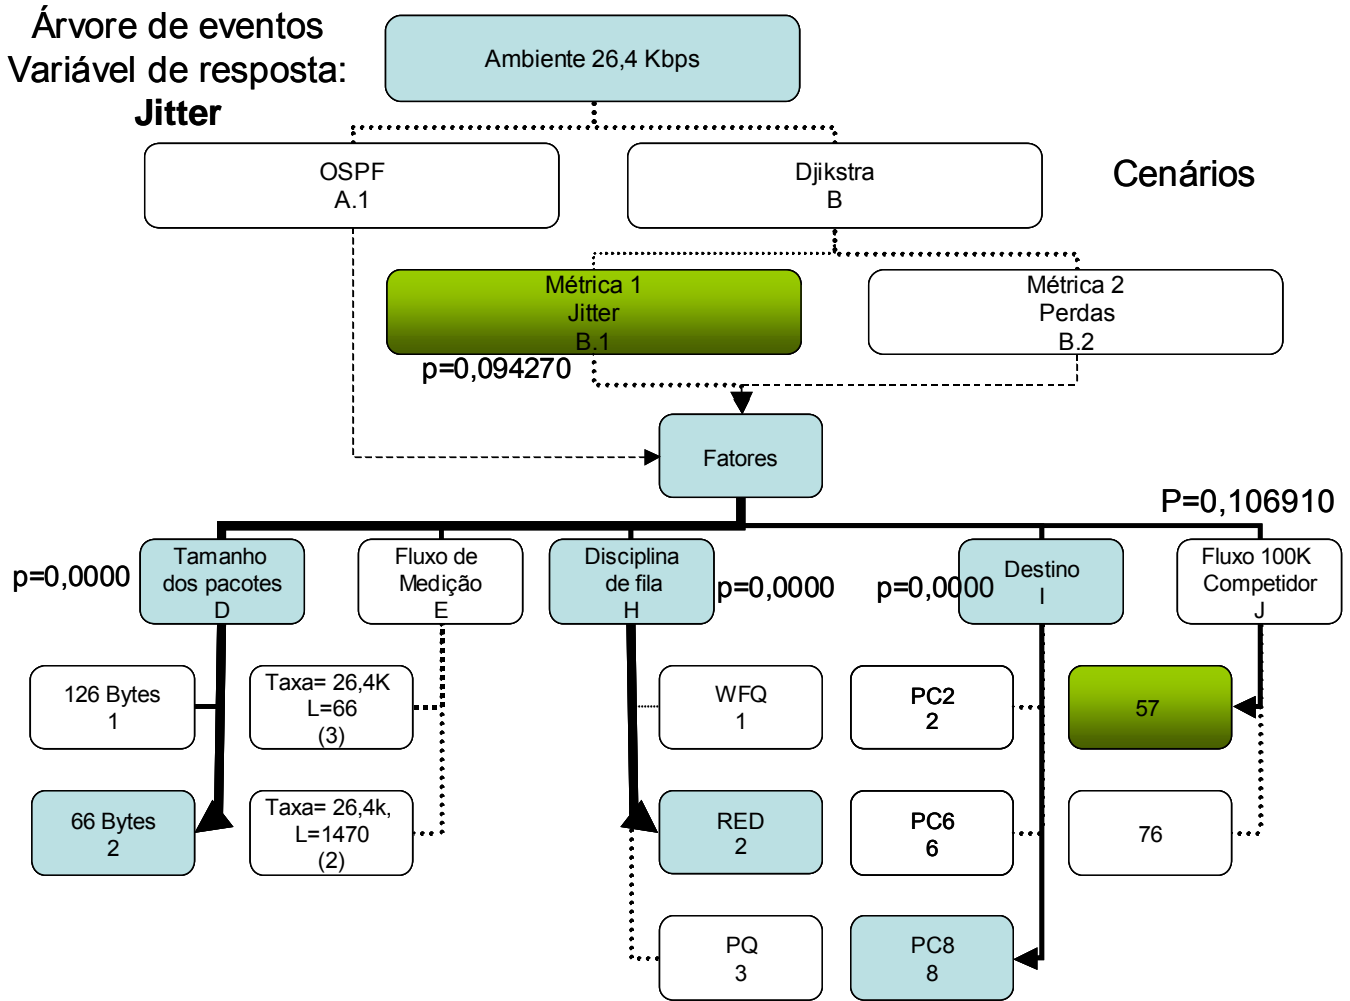 Árvore de eventos
Variável de resposta:
Jitter
Ambiente 26,4 Kbps
OSPF
A.1
Djikstra
B
Cenários
Métrica 1
Jitter
B.1
p=0,094270
Métrica 2
Perdas
B.2
Fatores
P=0,106910
p=0,0000
Tamanho
dos pacotes
D
Fluxo de
Medição
E
Disciplina
de fila
H
p=0,0000
p=0,0000
Destino
I
Fluxo 100K
Competidor
J
126 Bytes
1
Taxa= 26,4K
L=66
(3)
WFQ
1
PC2
2
57
66 Bytes
2
Taxa= 26,4k,
L=1470
(2)
RED
2
PC6
6
76
PQ
3
PC8
8